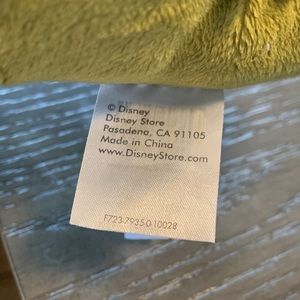 © Disney
Disney Store
Pasadena, CA 91105
Made in China
www.DisneyStore.com
F723-7935-0 10028